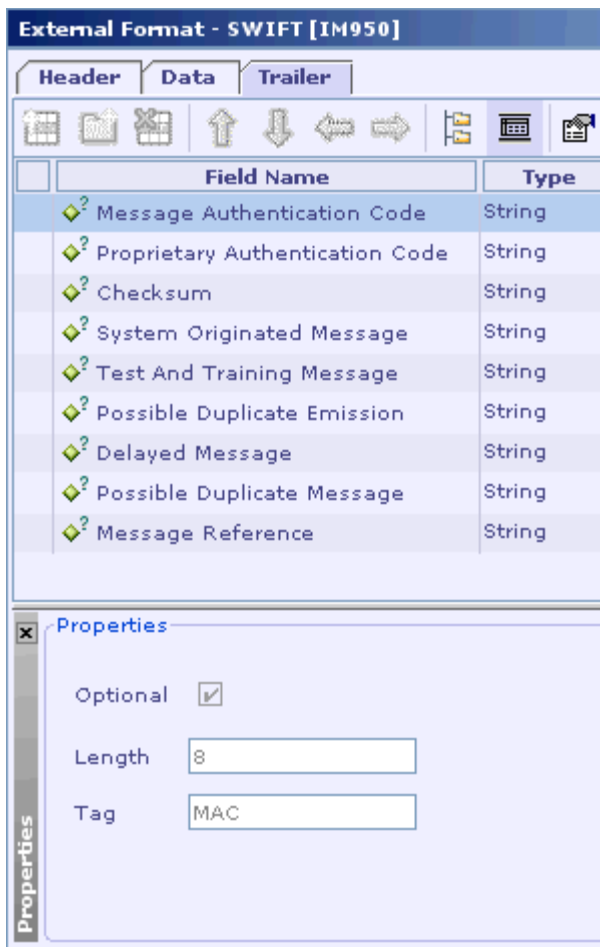 External Format - SWIFT [IM950]
Header Data Trailer
Field Name Type
Message Authentication Code String
Proprietary Authentication Code String
Checksum String
System Originated Message String
Test And Training Message String
Possible Duplicate Emission String
Delayed Message String
Possible Duplicate Message String
Message Reference String
Properties
Optional
Length 8
Tag MAC
Properties